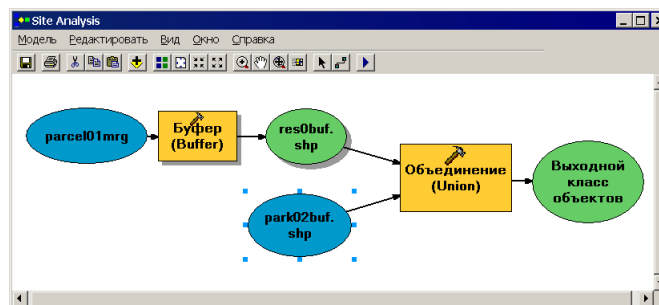 Site Analysis
Модель Редактировать Вид Окно Справка
parcel01mrg
Буфер
(Buffer)
res0buf.
shp
Объединение
(Union)
Выходной
класс
объектов
park02buf.
shp